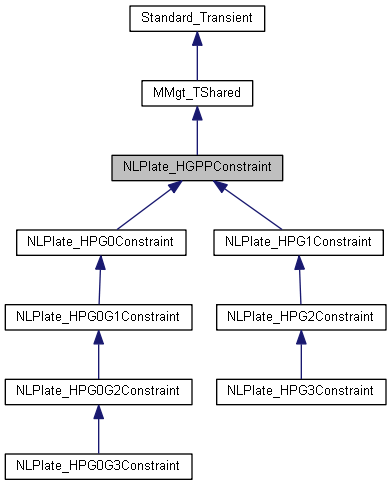 Standard_Transient
MMgt_TShared
NLPlate_HGPPConstraint
NLPlate_HPG0Constraint
NLPlate_HPG1Constraint
NLPlate_HPG0G1Constraint
NLPlate_HPG2Constraint
NLPlate_HPG0G2Constraint
NLPlate_HPG3Constraint
NLPlate_HPG0G3Constraint